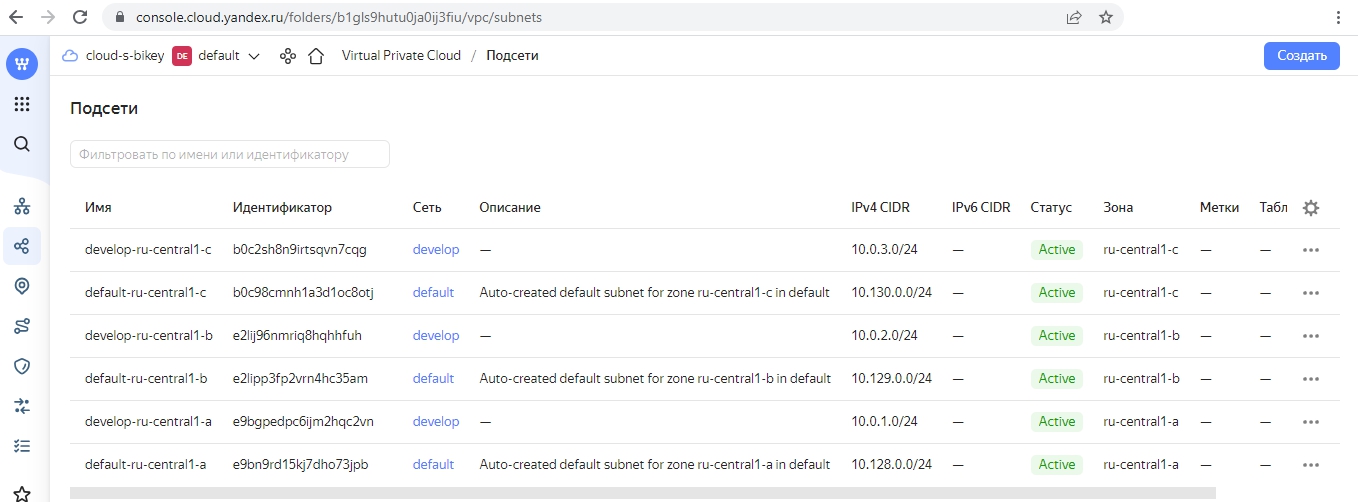 console.cloud.yandex.ru/folders/b1gls9hutu0ja0ij3fiu/vpc/subnets
cloud-s-bikey DE default Virtual Private Cloud / Подсети Создать
Подсети
Фильтровать по имени или идентификатору
Имя Идентификатор Сеть Описание IPv4 CIDR IPv6 CIDR Статус Зона Метки Табл
develop-ru-central1-c b0c2sh8n9irtsqvn7cqg develop — 10.0.3.0/24 — Active ru-central1-c — —
default-ru-central1-c b0c98cmnh1a3d1oc8otj default Auto-created default subnet for zone ru-central1-c in default 10.130.0.0/24 — Active ru-central1-c — —
develop-ru-central1-b e2lij96nmriq8hqhhfuh develop — 10.0.2.0/24 — Active ru-central1-b — —
default-ru-central1-b e2lipp3fp2vrn4hc35am default Auto-created default subnet for zone ru-central1-b in default 10.129.0.0/24 — Active ru-central1-b — —
develop-ru-central1-a e9bgpedpc6ijm2hqc2vn develop — 10.0.1.0/24 — Active ru-central1-a — —
default-ru-central1-a e9bn9rd15kj7dho73jpb default Auto-created default subnet for zone ru-central1-a in default 10.128.0.0/24 — Active ru-central1-a — —